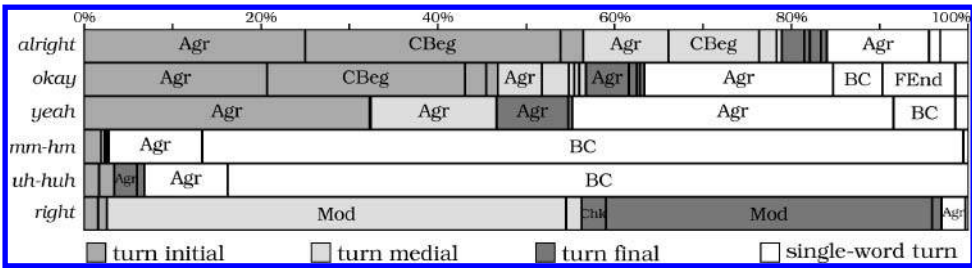 0% 20% 40% 60% 80% 100%
alright Agr CBeg Agr CBeg Agr
okay Agr CBeg Agr Agr Agr BC FEnd
yeah Agr Agr Agr Agr BC
mm-hm Agr BC
uh-huh Agr Agr BC
right Mod Chk Mod Agr
turn initial turn medial turn final single-word turn